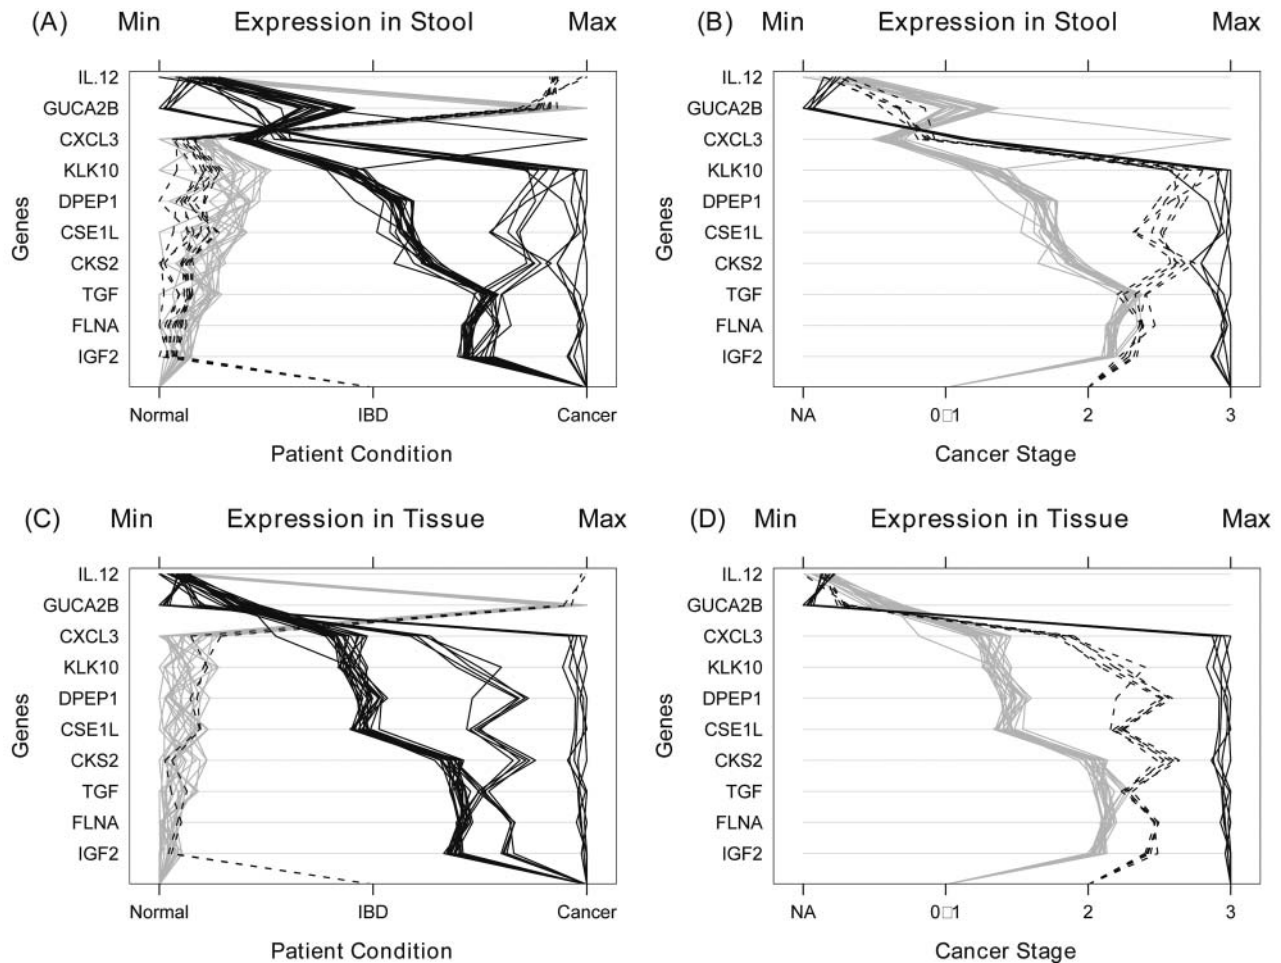 (A) Min Expression in Stool Max
IL.12
GUCA2B
CXCL3
KLK10
DPEP1
CSE1L
CKS2
TGF
FLNA
IGF2
Genes
Normal IBD Cancer
Patient Condition
(B) Min Expression in Stool Max
IL.12
GUCA2B
CXCL3
KLK10
DPEP1
CSE1L
CKS2
TGF
FLNA
IGF2
Genes
NA 0□1 2 3
Cancer Stage
(C) Min Expression in Tissue Max
IL.12
GUCA2B
CXCL3
KLK10
DPEP1
CSE1L
CKS2
TGF
FLNA
IGF2
Genes
Normal IBD Cancer
Patient Condition
(D) Min Expression in Tissue Max
IL.12
GUCA2B
CXCL3
KLK10
DPEP1
CSE1L
CKS2
TGF
FLNA
IGF2
Genes
NA 0□1 2 3
Cancer Stage